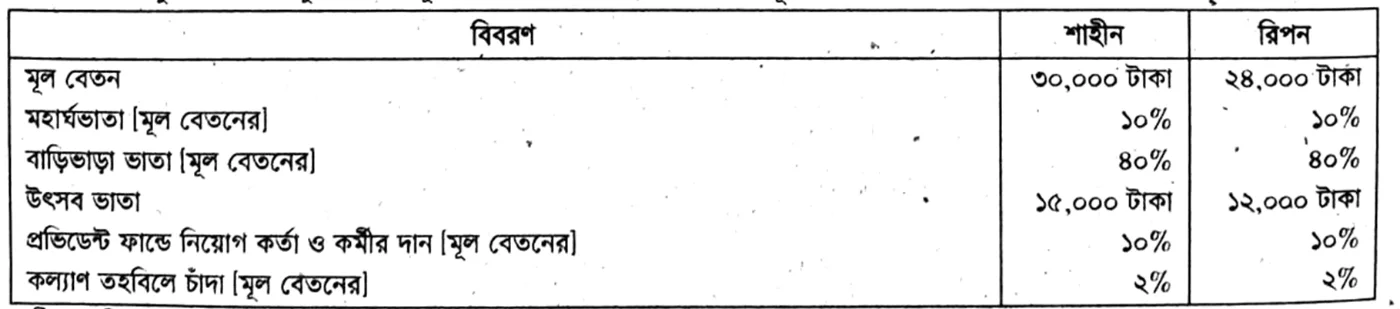 বিবরণ শাহীন রিপন
মূল বেতন ৩০,০০০ টাকা ২৪,০০০ টাকা
মহার্ঘভাতা [মূল বেতনের] ১০% ১০%
বাড়িভাড়া ভাতা [মূল বেতনের] ৪০% ৪০%
উৎসব ভাতা ১৫,০০০ টাকা ১২,০০০ টাকা
প্রভিডেন্ট ফান্ডে নিয়োগ কর্তা ও কর্মীর দান [মূল বেতনের] ১০% ১০%
কল্যাণ তহবিলে চাঁদা [মূল বেতনের] ২% ২%